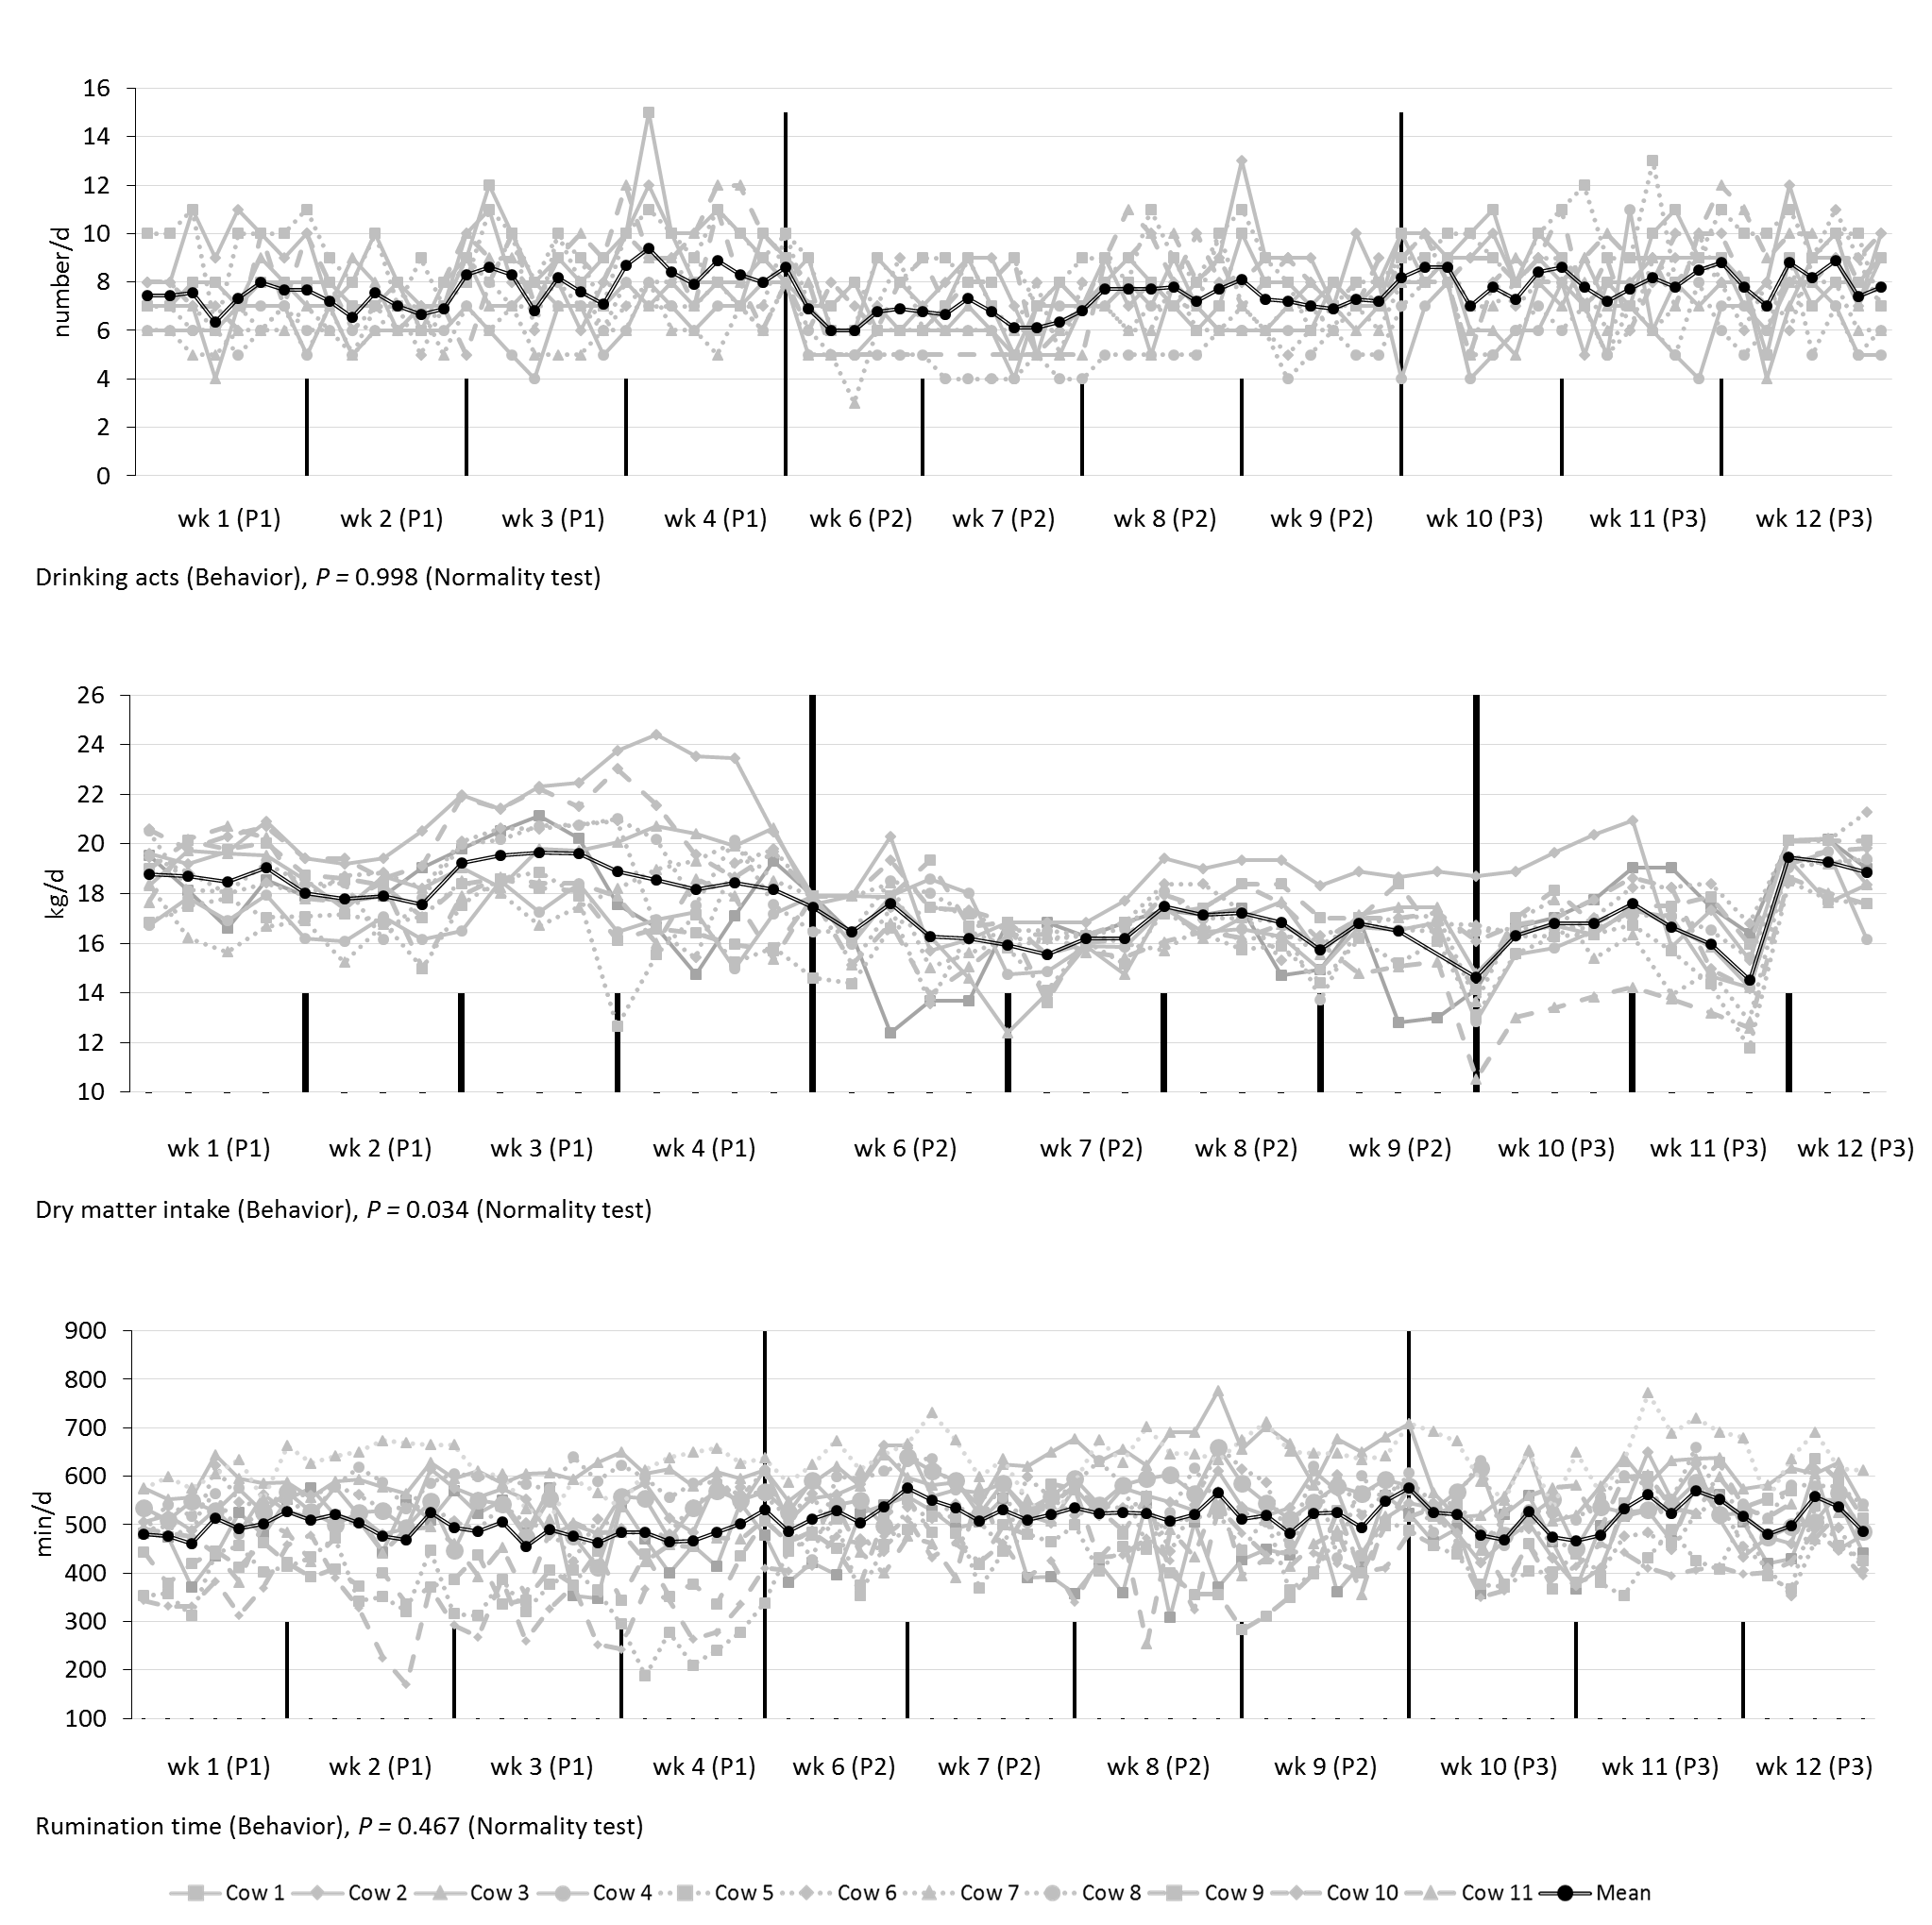 16
14
12
10
8
6
4
2
0
number/d
wk 1 (P1) wk 2 (P1) wk 3 (P1) wk 4 (P1) wk 6 (P2) wk 7 (P2) wk 8 (P2) wk 9 (P2) wk 10 (P3) wk 11 (P3) wk 12 (P3)
Drinking acts (Behavior), P = 0.998 (Normality test)
26
24
22
20
18
16
14
12
10
kg/d
wk 1 (P1) wk 2 (P1) wk 3 (P1) wk 4 (P1) wk 6 (P2) wk 7 (P2) wk 8 (P2) wk 9 (P2) wk 10 (P3) wk 11 (P3) wk 12 (P3)
Dry matter intake (Behavior), P = 0.034 (Normality test)
900
800
700
600
500
400
300
200
100
min/d
wk 1 (P1) wk 2 (P1) wk 3 (P1) wk 4 (P1) wk 6 (P2) wk 7 (P2) wk 8 (P2) wk 9 (P2) wk 10 (P3) wk 11 (P3) wk 12 (P3)
Rumination time (Behavior), P = 0.467 (Normality test)
Cow 1 Cow 2 Cow 3 Cow 4 Cow 5 Cow 6 Cow 7 Cow 8 Cow 9 Cow 10 Cow 11 Mean